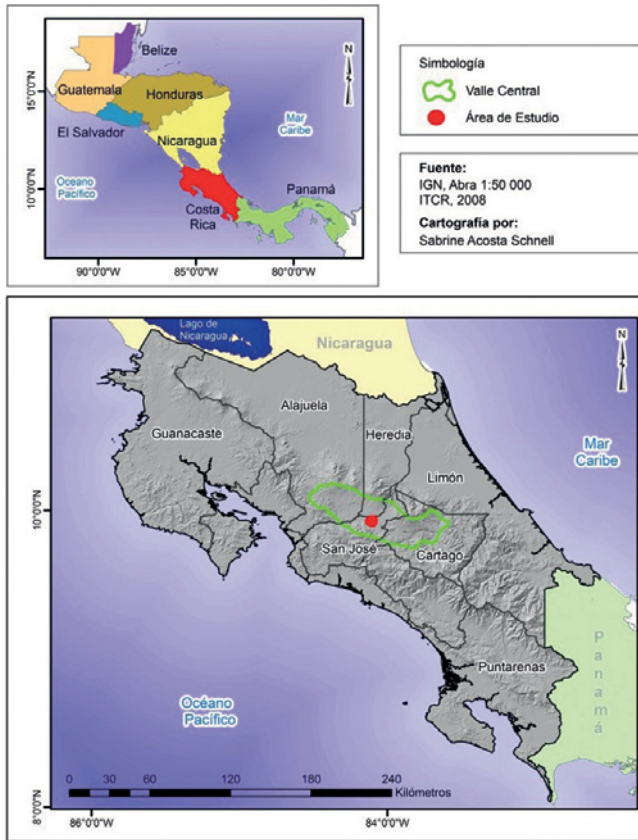 N
Belize
Guatemala
Honduras
El Salvador
Nicaragua
Mar
Caribe
Oceano
Pacífico
Costa
Rica
Panamá
15°0'0"N
10°0'0"N
90°0'0"W
85°0'0"W
80°0'0"W
Simbología
Valle Central
Área de Estudio
Fuente:
IGN, Abra 1:50 000
ITCR, 2008
Cartografía por:
Sabrine Acosta Schnell
Lago de
Nicaragua
Nicaragua
N
Alajuela
Guanacaste
Heredia
Limón
Mar
Caribe
10°0'0"N
San José
Cartago
Puntarenas
Panamá
Océano
Pacífico
0 15 30 60 120 180 240
Kilómetros
8°0'0"N
86°0'0"W
84°0'0"W